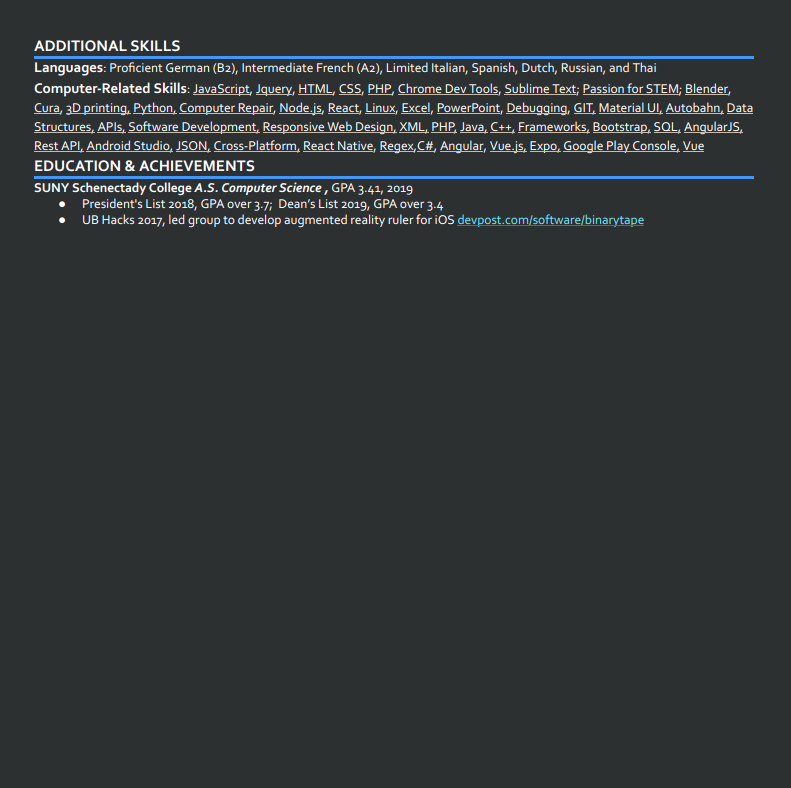 ADDITIONAL SKILLS
Languages: Proficient German (B2), Intermediate French (A2), Limited Italian, Spanish, Dutch, Russian, and Thai
Computer-Related Skills: JavaScript, Jquery, HTML, CSS, PHP, Chrome Dev Tools, Sublime Text; Passion for STEM; Blender,
Cura, 3D printing, Python, Computer Repair, Node.js, React, Linux, Excel, PowerPoint, Debugging, GIT, Material UI, Autobahn, Data
Structures, APIs, Software Development, Responsive Web Design, XML, PHP, Java, C++, Frameworks, Bootstrap, SQL, AngularJS,
Rest API, Android Studio, JSON, Cross-Platform, React Native, Regex,C#, Angular, Vue.js, Expo, Google Play Console, Vue
EDUCATION & ACHIEVEMENTS
SUNY Schenectady College A.S. Computer Science , GPA 3.41, 2019
● President's List 2018, GPA over 3.7; Dean’s List 2019, GPA over 3.4
● UB Hacks 2017, led group to develop augmented reality ruler for iOS devpost.com/software/binarytape